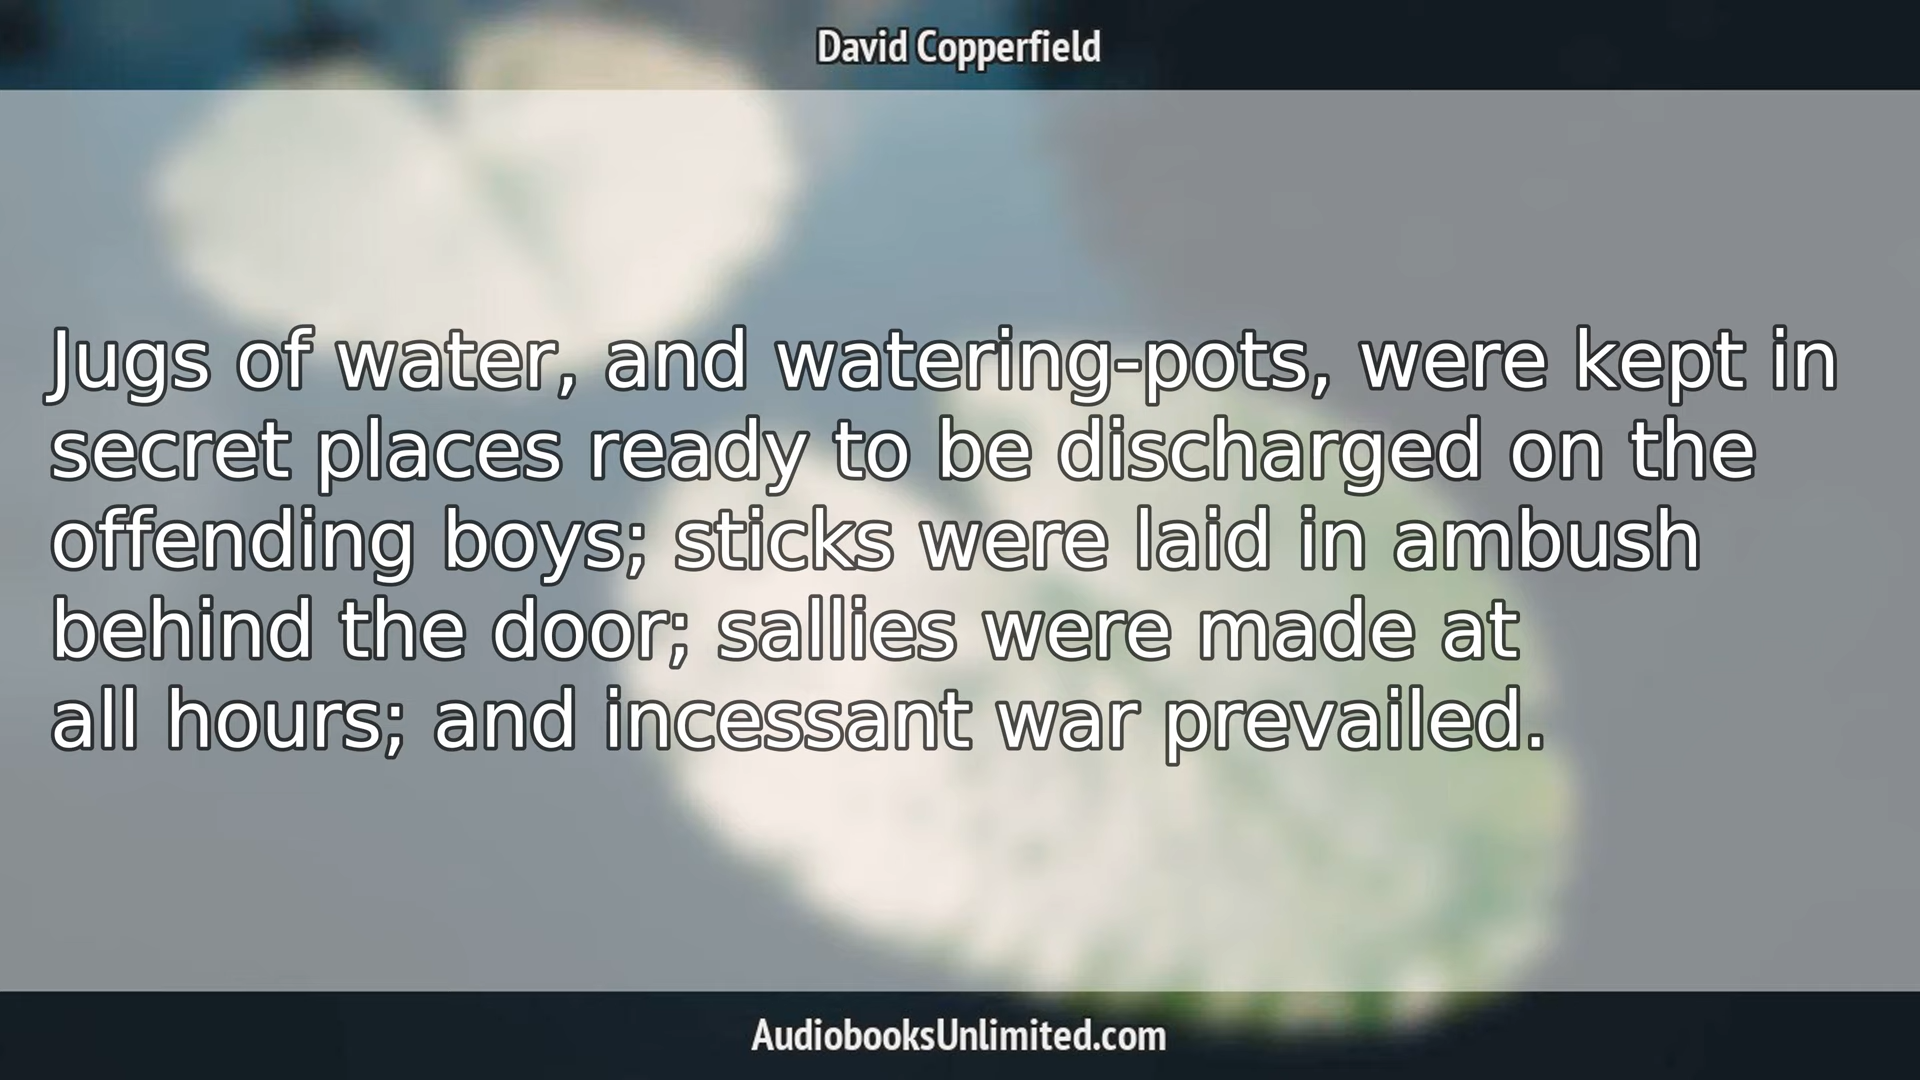 David Copperfield
Jugs of water, and watering-pots, were kept in
secret places ready to be discharged on the
offending boys; sticks were laid in ambush
behind the door; sallies were made at
all hours; and incessant war prevailed.
AudiobooksUnlimited.com